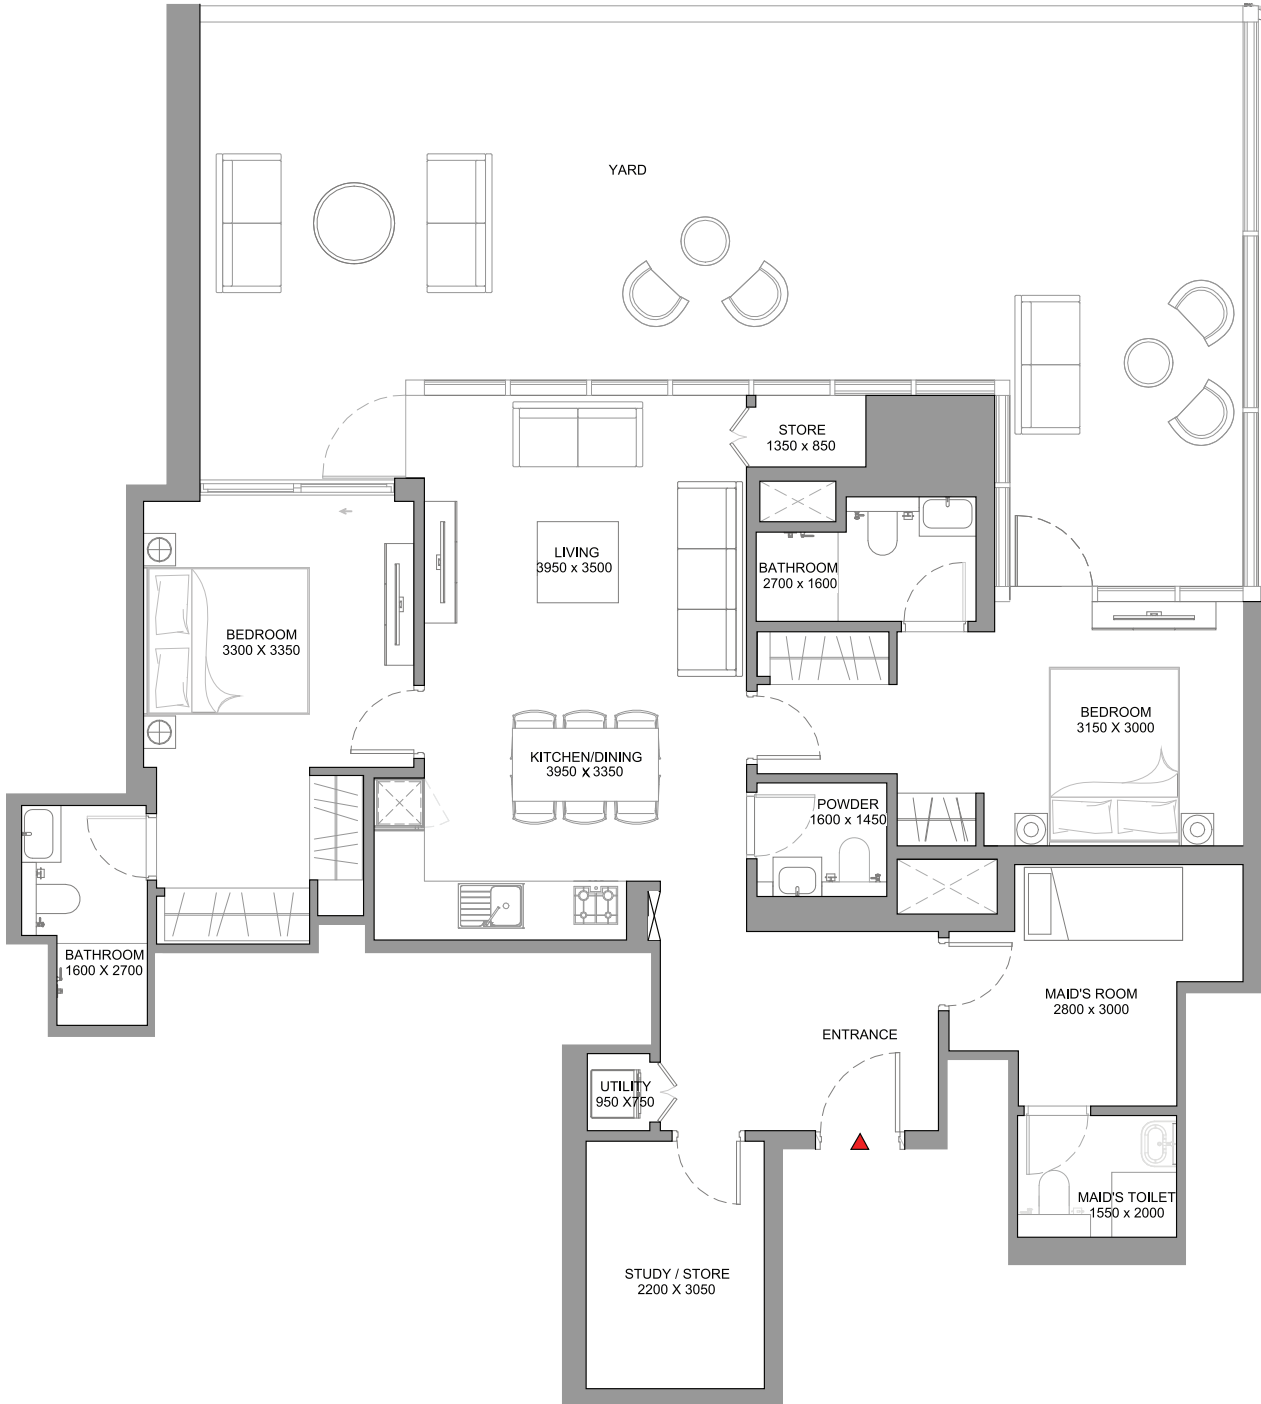 YARD
STORE
1350 x 850
LIVING
3950 x 3500
BATHROOM
2700 x 1600
BEDROOM
3300 X 3350
BEDROOM
3150 X 3000
KITCHEN/DINING
3950 x 3350
POWDER
1600 x 1450
BATHROOM
1600 X 2700
MAID'S ROOM
2800 x 3000
ENTRANCE
UTILITY
950 X750
MAID'S TOILET
1550 x 2000
STUDY / STORE
2200 X 3050